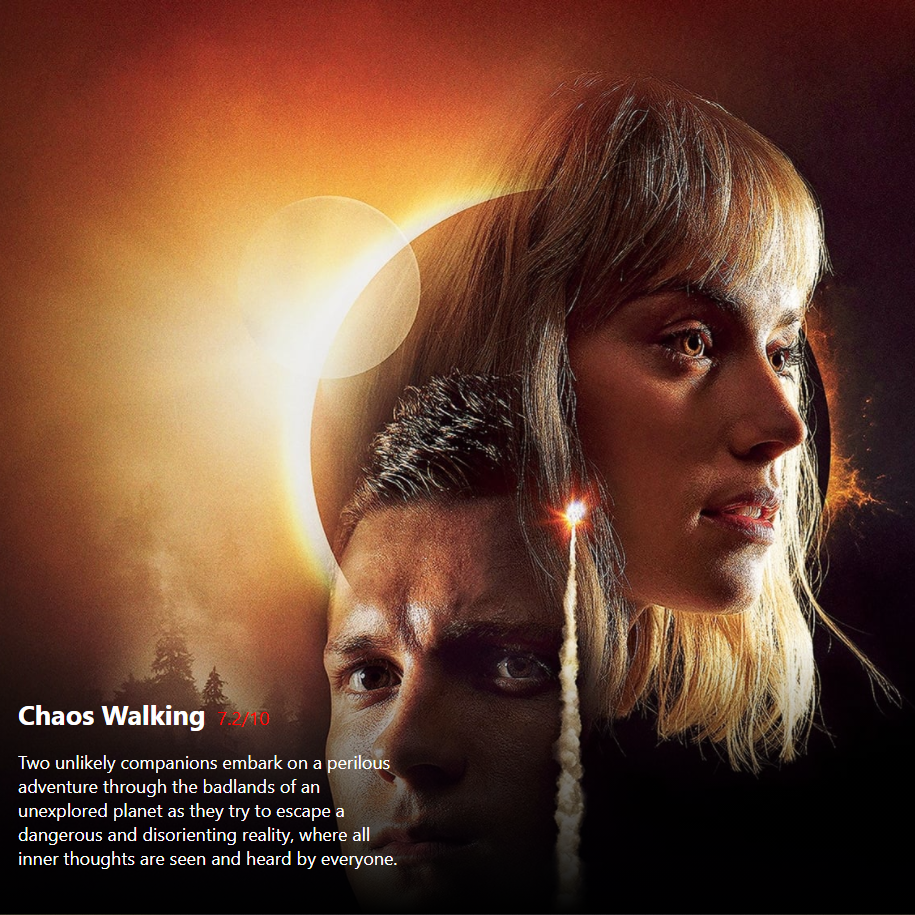 Chaos Walking 7.2/10
Two unlikely companions embark on a perilous
adventure through the badlands of an
unexplored planet as they try to escape a
dangerous and disorienting reality, where all
inner thoughts are seen and heard by everyone.